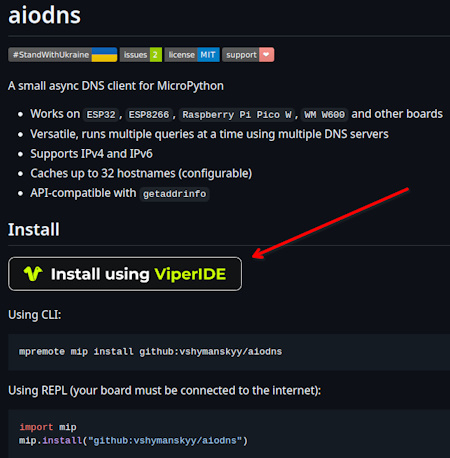 aiodns
#StandWithUkraine issues 2 license MIT support ❤
A small async DNS client for MicroPython
• Works on ESP32, ESP8266, Raspberry Pi Pico W, WM W600 and other boards
• Versatile, runs multiple queries at a time using multiple DNS servers
• Supports IPv4 and IPv6
• Caches up to 32 hostnames (configurable)
• API-compatible with getaddrinfo
Install
Install using ViperIDE
Using CLI:
mpremote mip install github:vshymanskyy/aiodns
Using REPL (your board must be connected to the internet):
import mip
mip.install("github:vshymanskyy/aiodns")